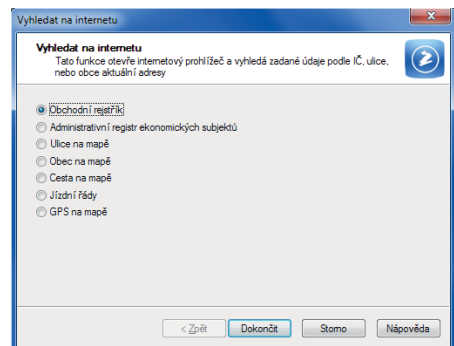 Vyhledat na internetu
Vyhledat na internetu
Tato funkce otevře internetový prohlížeč a vyhledá zadané údaje podle IČ, ulice,
nebo obce aktuální adresy
Obchodní rejstřík
Administrativní registr ekonomických subjektů
Ulice na mapě
Obec na mapě
Cesta na mapě
Jízdní řády
GPS na mapě
< Zpět Dokončit Storno Nápověda